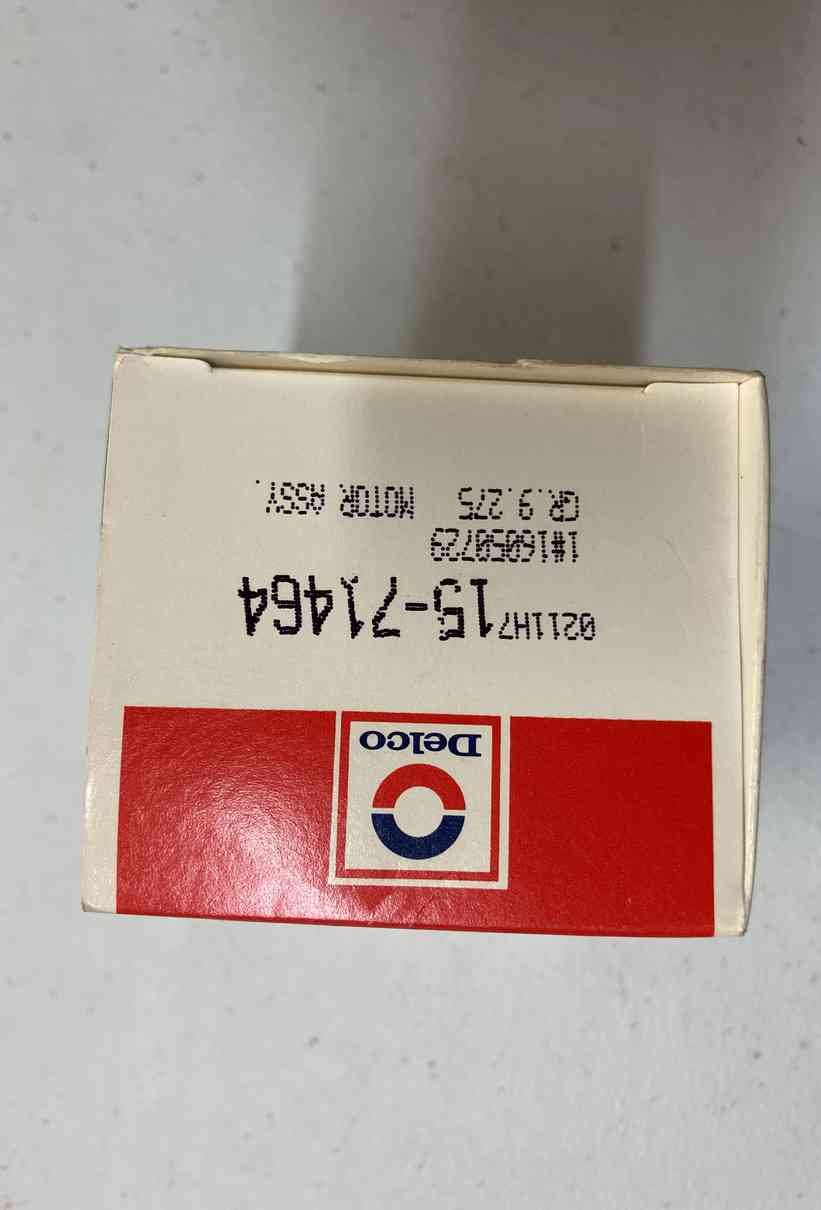 Delco
0211H7 15-71464
1#16050729
GR.9.275 MOTOR ASSY.